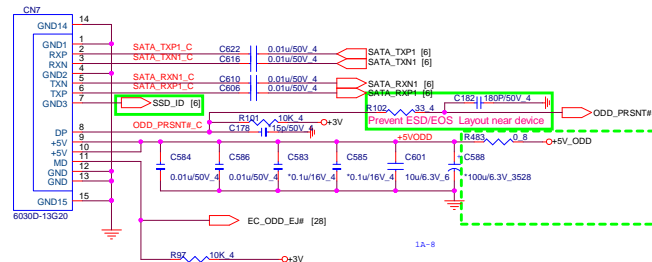 CN7
GND14 14
GND1 1
RXP 2 SATA_TXP1_C C622 0.01u/50V_4 SATA_TXP1 [6]
RXN 3 SATA_TXN1_C C616 0.01u/50V_4 SATA_TXN1 [6]
GND2 4
TXN 5 SATA_RXN1_C C610 0.01u/50V_4 SATA_RXN1 [6]
TXP 6 SATA_RXP1_C C606 0.01u/50V_4 SATA_RXP1 [6]
GND3 7 SSD_ID [6]
C182 180P/50V_4
R102 33_4 ODD_PRSNT#
Prevent ESD/EOS Layout near device
R101 10K_4 +3V
DP 8 ODD_PRSNT#_C C178 15p/50V_4
+5V 9 +5VODD R483 0_8 +5V_ODD
+5V 10
MD 11
GND 12
GND 13
C584 C586 C583 C585 C601 C588
0.01u/50V_4 0.01u/50V_4 *0.1u/16V_4 *0.1u/16V_4 10u/6.3V_6 *100u/6.3V_3528
GND15 15
6030D-13G20
EC_ODD_EJ# [28]
1A-8
R97 10K_4 +3V